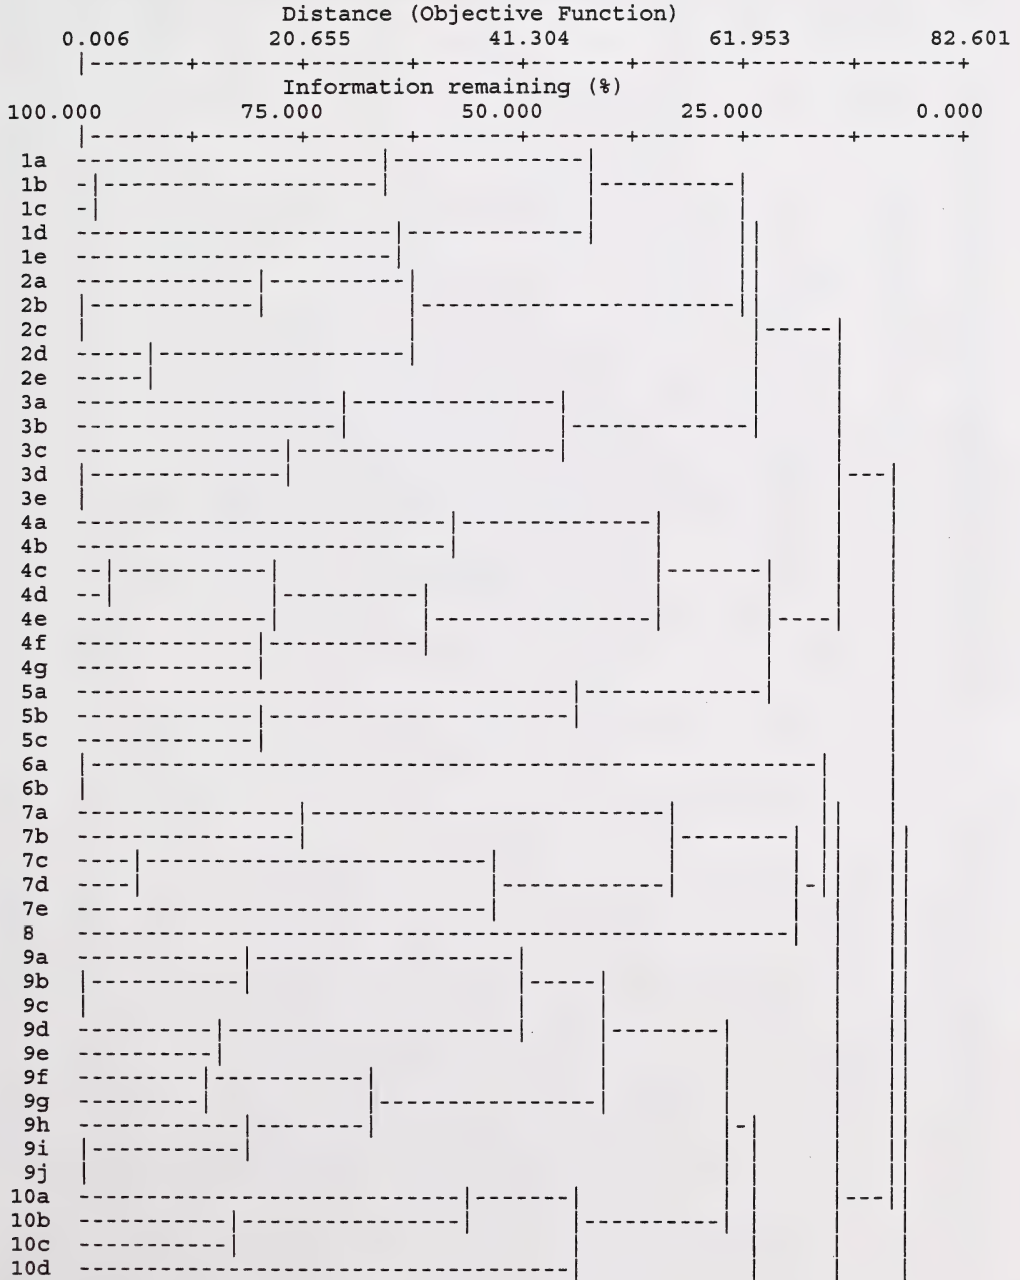 Distance (Objective Function)
0.006 20.655 41.304 61.953 82.601
Information remaining (%)
100.000 75.000 50.000 25.000 0.000
1a
1b
1c
1d
1e
2a
2b
2c
2d
2e
3a
3b
3c
3d
3e
4a
4b
4c
4d
4e
4f
4g
5a
5b
5c
6a
6b
7a
7b
7c
7d
7e
8
9a
9b
9c
9d
9e
9f
9g
9h
9i
9j
10a
10b
10c
10d